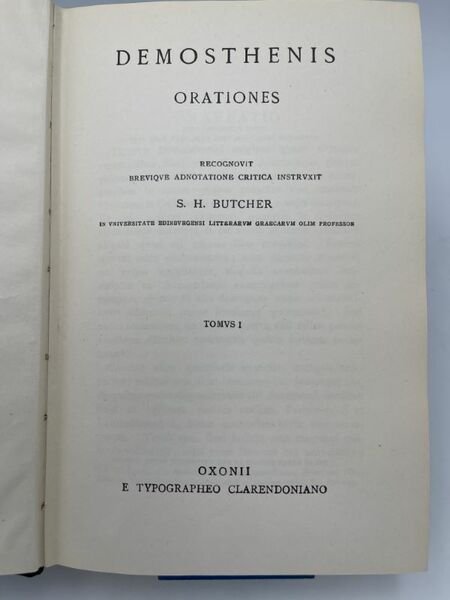 DEMOSTHENIS
ORATIONES
RECOGNOVIT
BREVIQVE ADNOTATIONE CRITICA INSTRVXIT
S. H. BUTCHER
IN VNIVERSITATE EDINBVRGENSI LITTERARVM GRAECARVM OLIM PROFESSOR
TOMVS I
OXONII
E TYPOGRAPHEO CLARENDONIANO